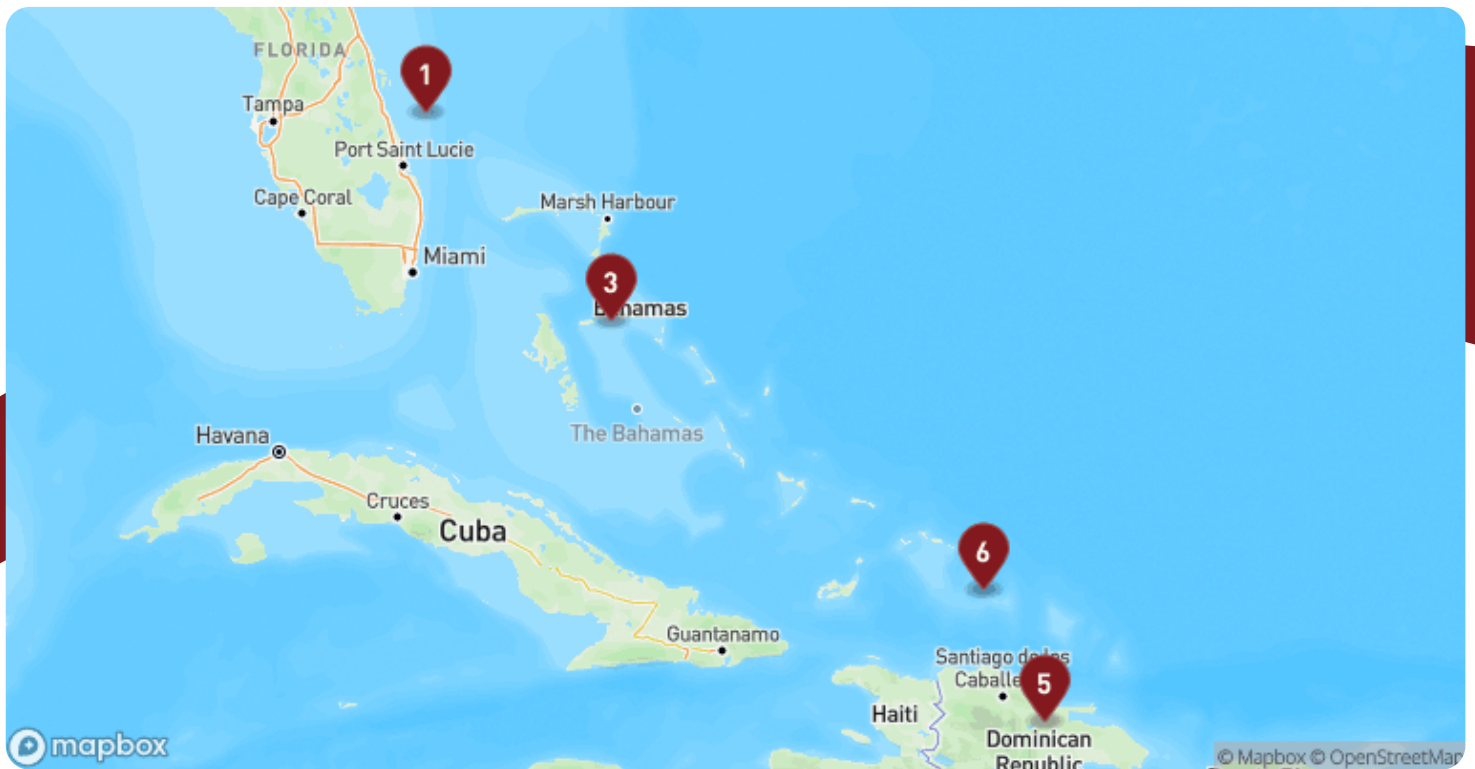 FLORIDA
1
Tampa
Port Saint Lucie
Cape Coral
Marsh Harbour
Miami
3
Bahamas
The Bahamas
Havana
Cruces
Cuba
6
Guantanamo
Santiago de los
Caballe
5
Haiti
Dominican
Republic
mapbox
© Mapbox © OpenStreetMap